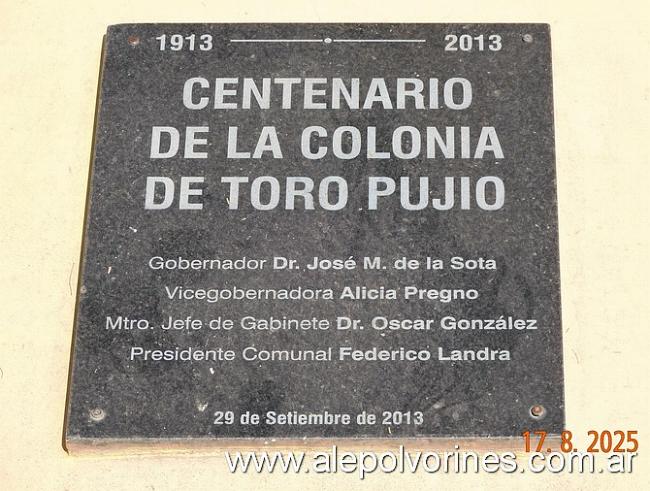 1913 2013
CENTENARIO
DE LA COLONIA
DE TORO PUJIO
Gobernador Dr. José M. de la Sota
Vicegobernadora Alicia Pregno
Mtro. Jefe de Gabinete Dr. Oscar González
Presidente Comunal Federico Landra
29 de Setiembre de 2013
17. 8. 2025
www.alepolvorines.com.ar